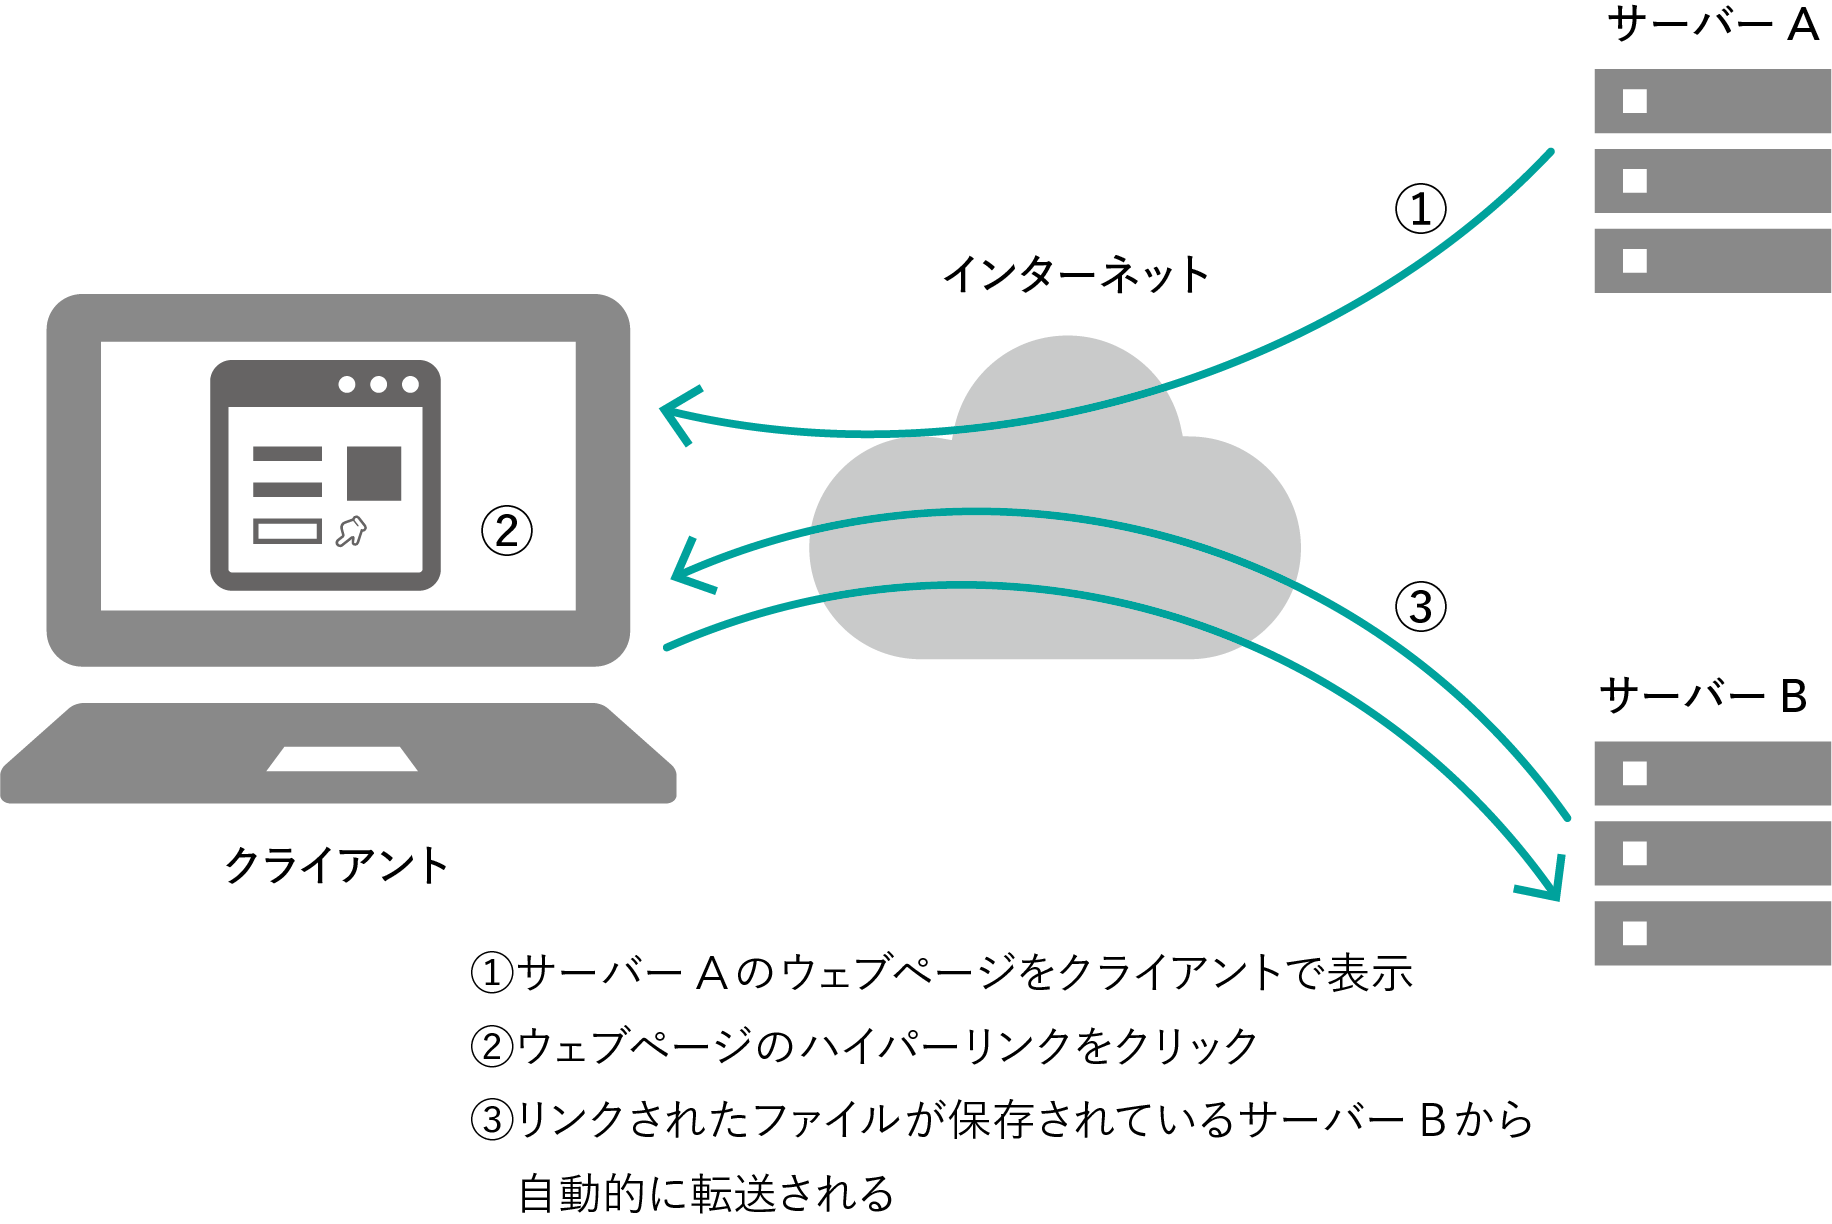 サーバー A
①
インターネット
②
③
サーバー B
クライアント
①サーバー Aのウェブページをクライアントで表示
②ウェブページのハイパーリンクをクリック
③リンクされたファイルが保存されているサーバー Bから
自動的に転送される